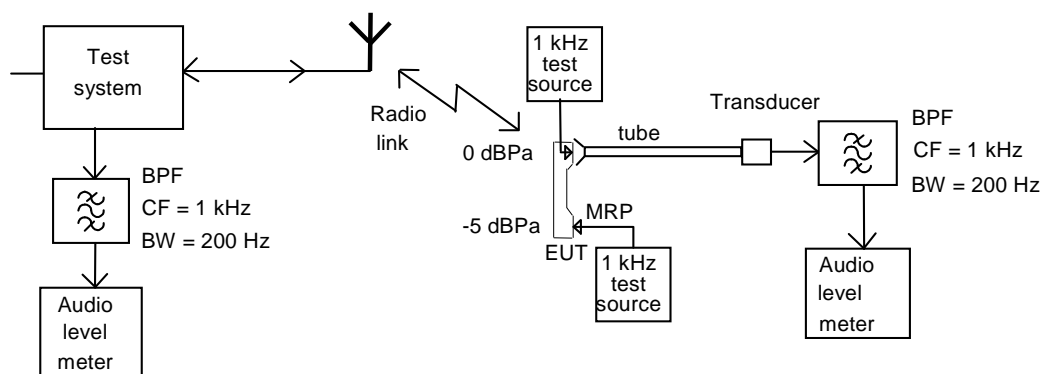 Test
system
BPF
CF = 1 kHz
BW = 200 Hz
Audio
level
meter
Radio
link
1 kHz
test
source
0 dBPa
-5 dBPa
MRP
EUT
1 kHz
test
source
tube
Transducer
BPF
CF = 1 kHz
BW = 200 Hz
Audio
level
meter